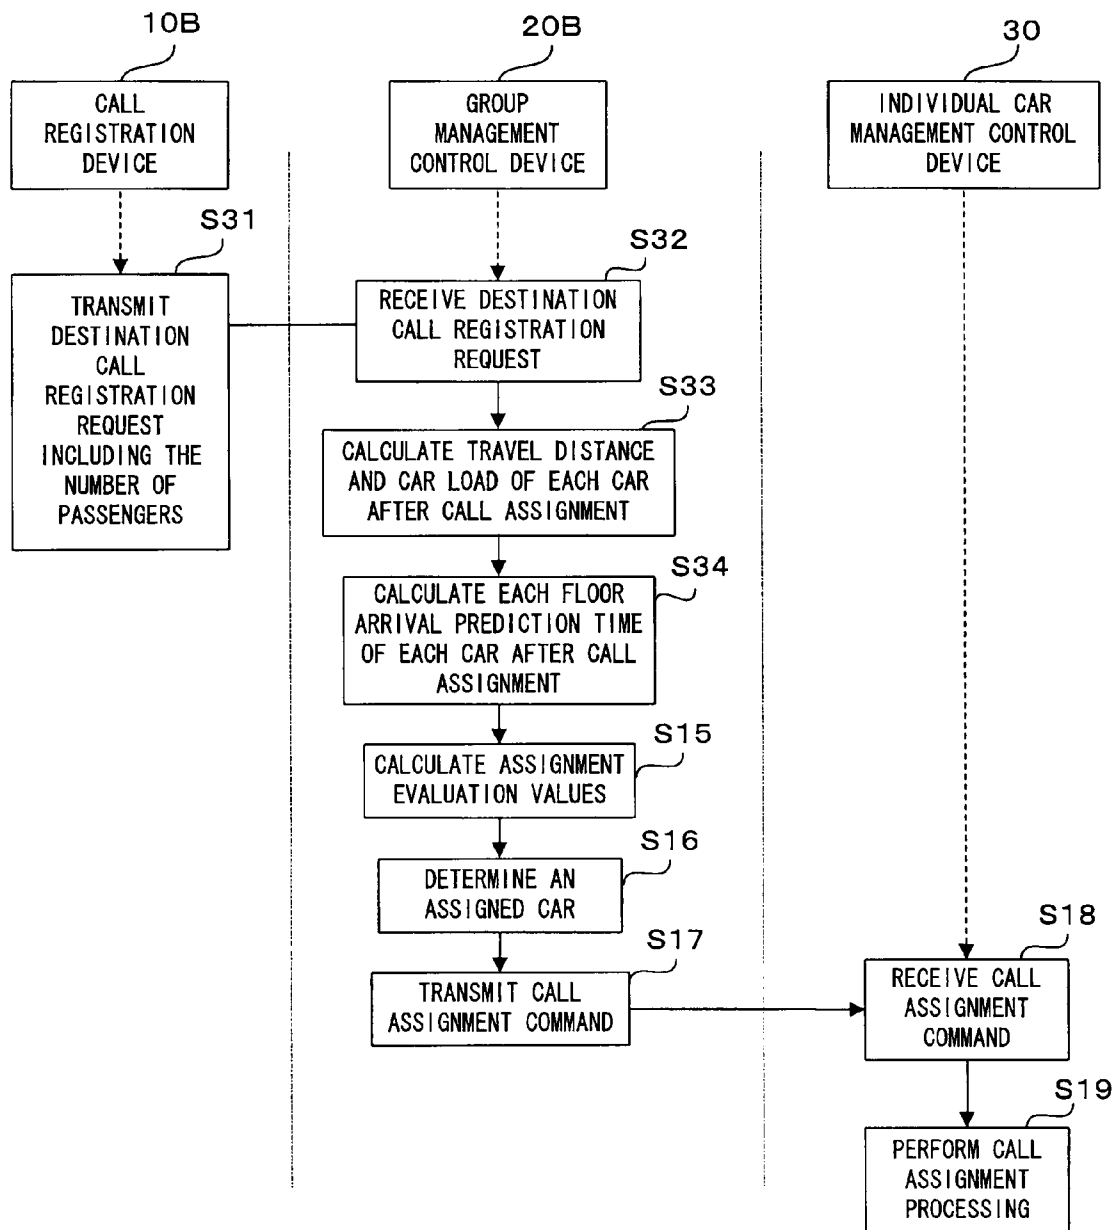 10B
20B
30
CALL
REGISTRATION
DEVICE
GROUP
MANAGEMENT
CONTROL DEVICE
INDIVIDUAL CAR
MANAGEMENT CONTROL
DEVICE
S31
TRANSMIT
DESTINATION
CALL
REGISTRATION
REQUEST
INCLUDING THE
NUMBER OF
PASSENGERS
S32
RECEIVE DESTINATION
CALL REGISTRATION
REQUEST
S33
CALCULATE TRAVEL DISTANCE
AND CAR LOAD OF EACH CAR
AFTER CALL ASSIGNMENT
S34
CALCULATE EACH FLOOR
ARRIVAL PREDICTION TIME
OF EACH CAR AFTER CALL
ASSIGNMENT
S15
CALCULATE ASSIGNMENT
EVALUATION VALUES
S16
DETERMINE AN
ASSIGNED CAR
S17
TRANSMIT CALL
ASSIGNMENT COMMAND
S18
RECEIVE CALL
ASSIGNMENT
COMMAND
S19
PERFORM CALL
ASSIGNMENT
PROCESSING